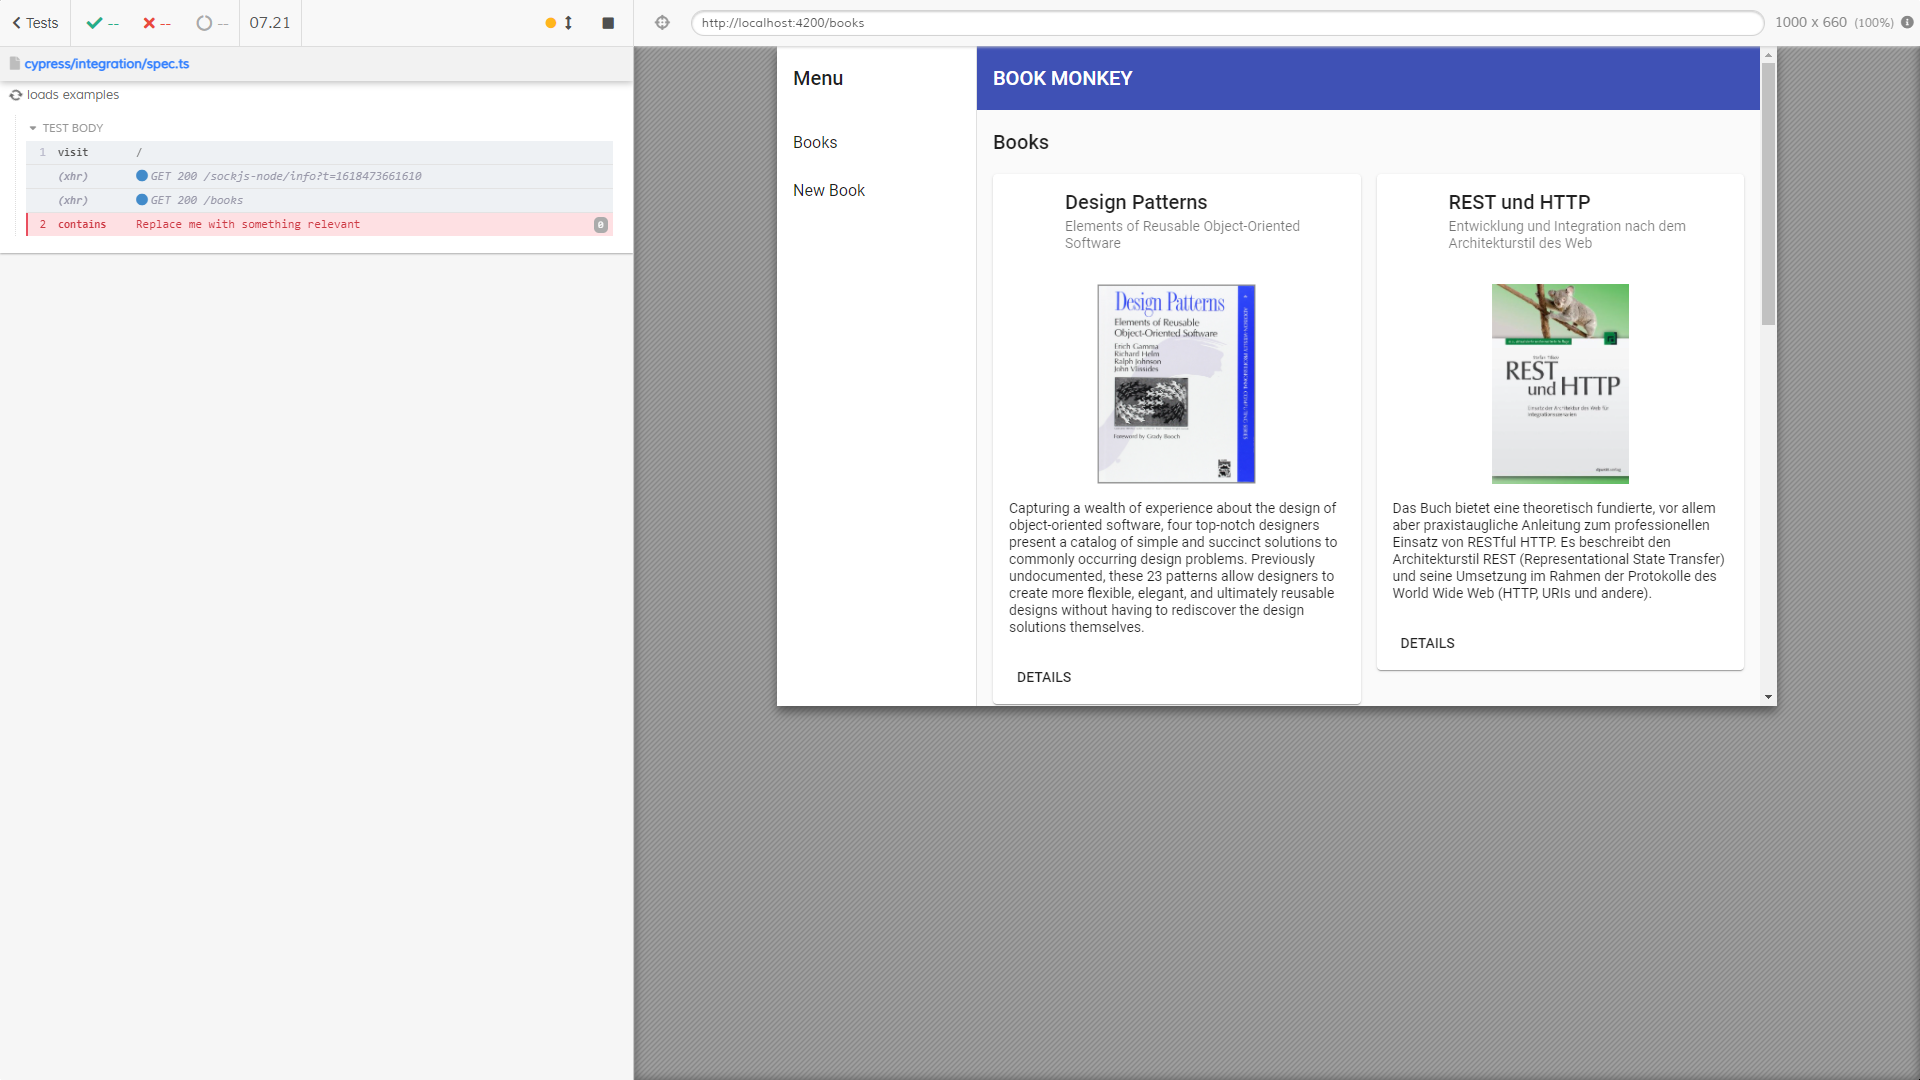 Tests
--
--
--
07.21
http://localhost:4200/books
1000 x 660 (100%)
cypress/integration/spec.ts
loads examples
TEST BODY
1 visit /
(xhr) GET 200 /sockjs-node/info?t=1618473661610
(xhr) GET 200 /books
2 contains Replace me with something relevant 0
Menu
Books
New Book
BOOK MONKEY
Books
Design Patterns
Elements of Reusable Object-Oriented
Software
Design Patterns
Elements of Reusable
Object-Oriented Software
Erich Gamma
Richard Helm
Ralph Johnson
John Vlissides
Foreword by Grady Booch
Capturing a wealth of experience about the design of
object-oriented software, four top-notch designers
present a catalog of simple and succinct solutions to
commonly occurring design problems. Previously
undocumented, these 23 patterns allow designers to
create more flexible, elegant, and ultimately reusable
designs without having to rediscover the design
solutions themselves.
DETAILS
REST und HTTP
Entwicklung und Integration nach dem
Architekturstil des Web
REST
und HTTP
Das Buch bietet eine theoretisch fundierte, vor allem
aber praxistaugliche Anleitung zum professionellen
Einsatz von RESTful HTTP. Es beschreibt den
Architekturstil REST (Representational State Transfer)
und seine Umsetzung im Rahmen der Protokolle des
World Wide Web (HTTP, URIs und andere).
DETAILS